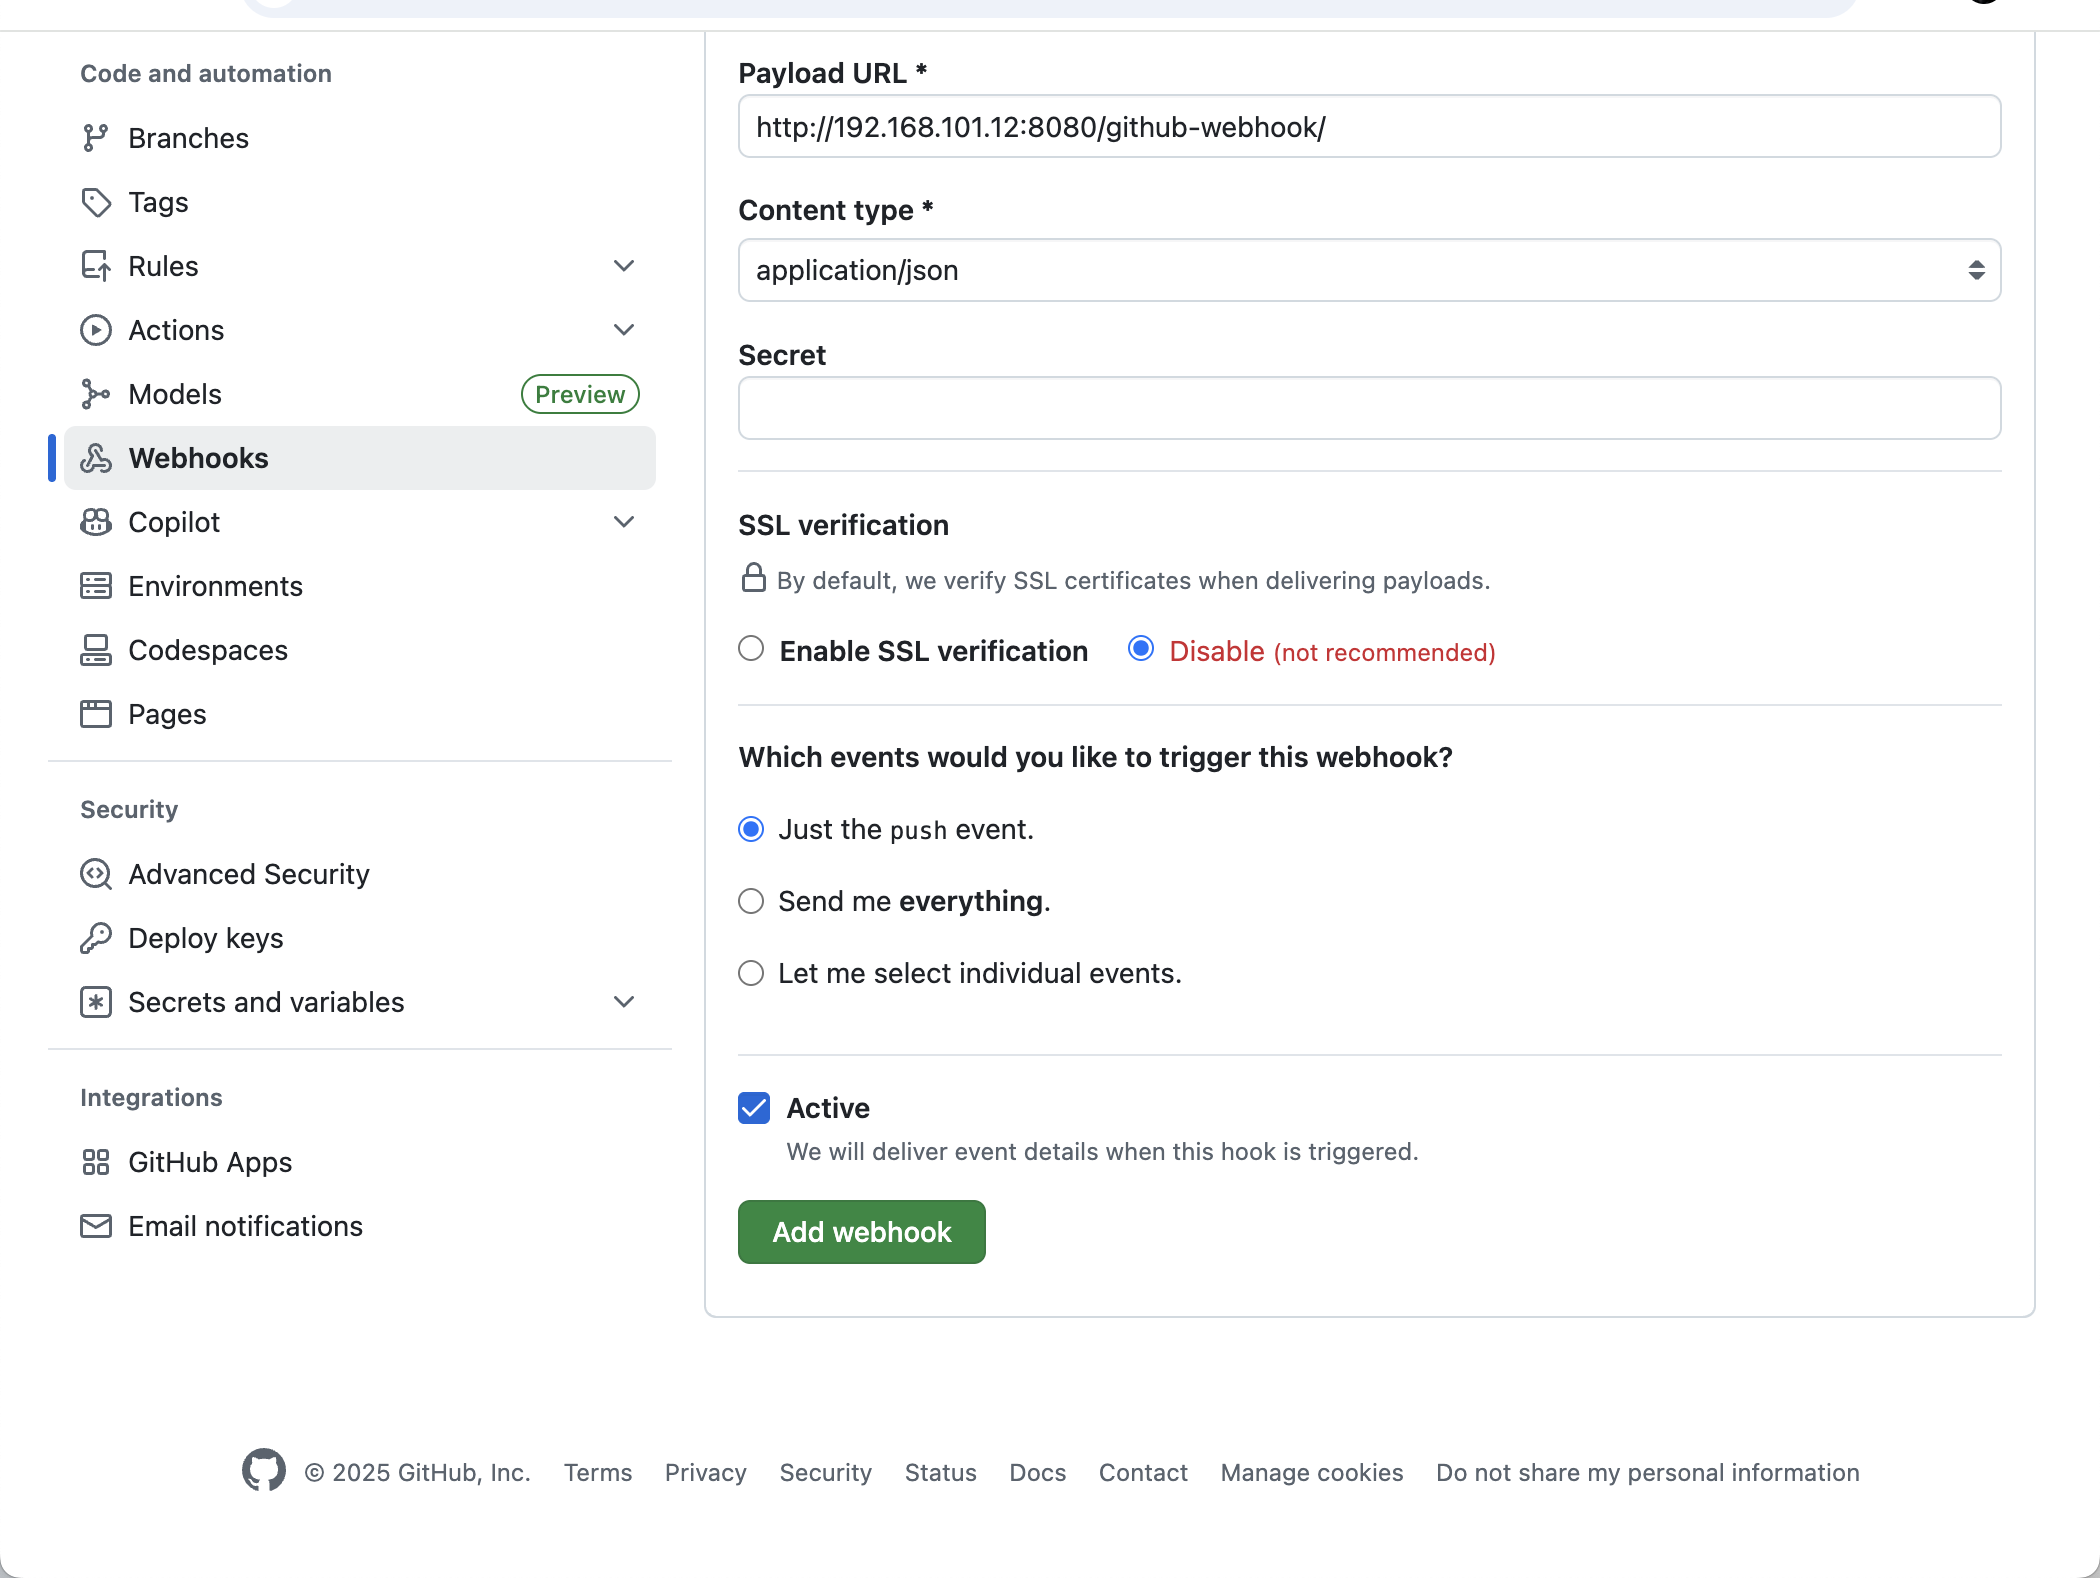 Code and automation
Branches
Tags
Rules
Actions
Models Preview
Webhooks
Copilot
Environments
Codespaces
Pages
Security
Advanced Security
Deploy keys
Secrets and variables
Integrations
GitHub Apps
Email notifications
Payload URL *
http://192.168.101.12:8080/github-webhook/
Content type *
application/json
Secret
SSL verification
By default, we verify SSL certificates when delivering payloads.
Enable SSL verification Disable (not recommended)
Which events would you like to trigger this webhook?
Just the push event.
Send me everything.
Let me select individual events.
Active
We will deliver event details when this hook is triggered.
Add webhook
© 2025 GitHub, Inc. Terms Privacy Security Status Docs Contact Manage cookies Do not share my personal information